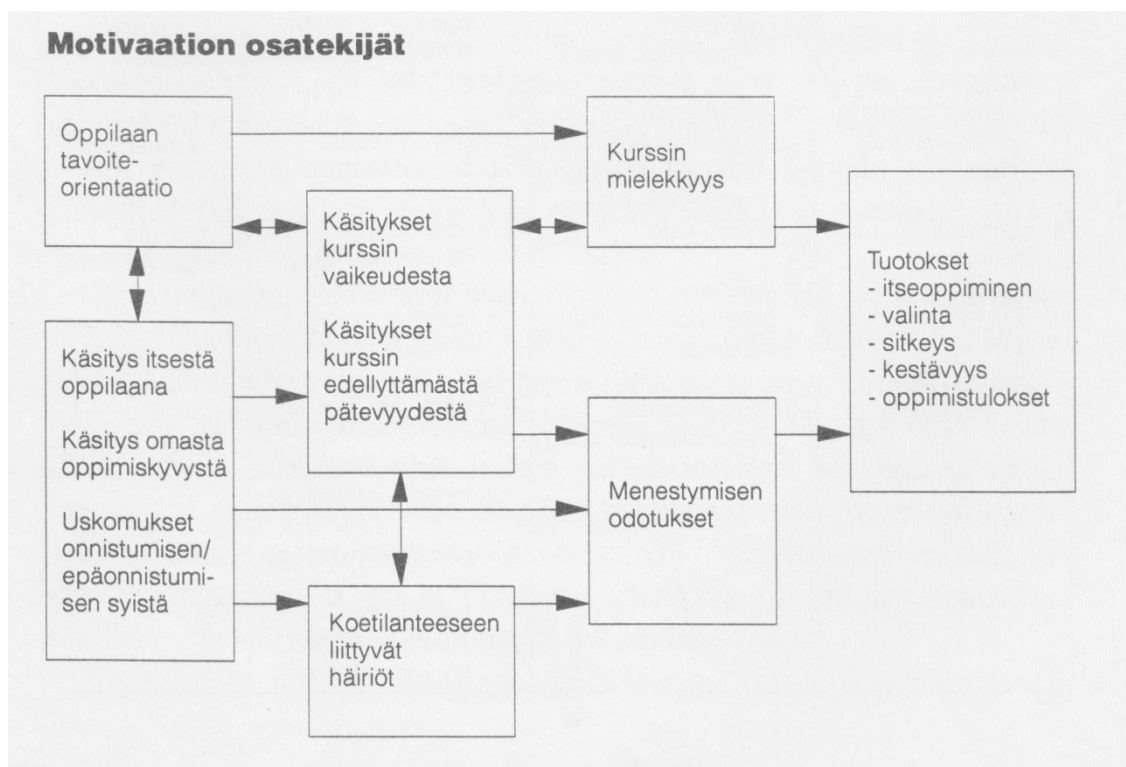 Motivaation osatekijät
Oppilaan
tavoite-
orientaatio
Käsitys itsestä
oppilaana
Käsitys omasta
oppimiskyvystä
Uskomukset
onnistumisen/
epäonnistumi-
sen syistä
Käsitykset
kurssin
vaikeudesta
Käsitykset
kurssin
edellyttämästä
pätevyydestä
Koetilanteeseen
liittyvät
häiriöt
Kurssin
mielekkyys
Menestymisen
odotukset
Tuotokset
- itseoppiminen
- valinta
- sitkeys
- kestävyys
- oppimistulokset